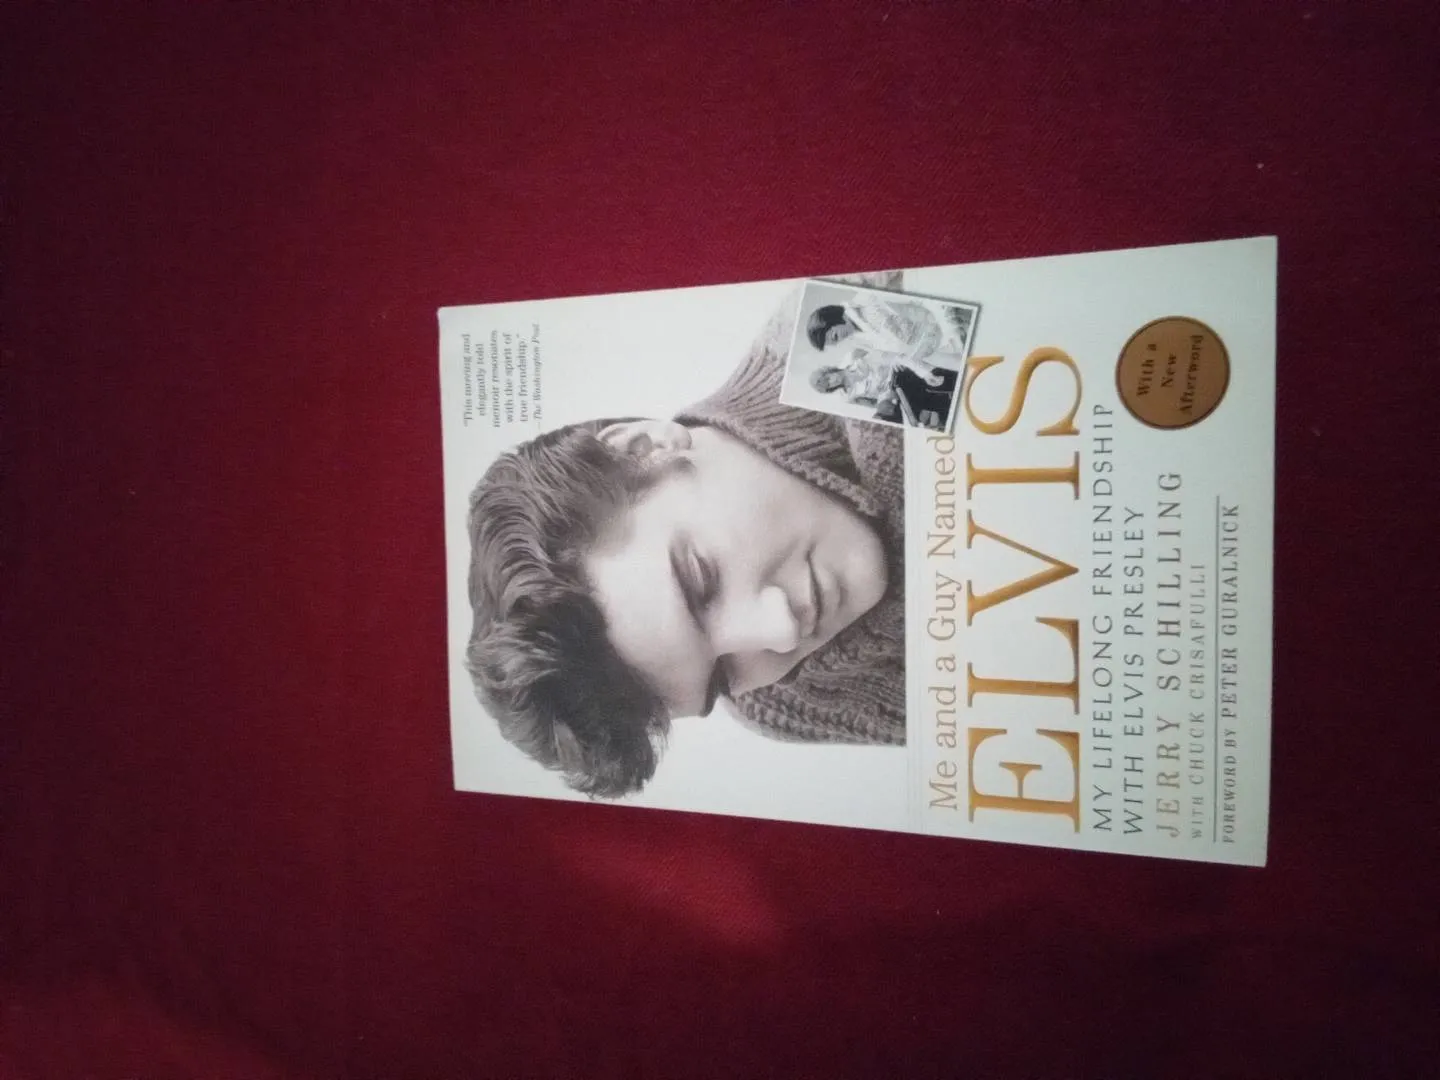 "This moving and
elegantly told
memoir resonates
with the spirit of
true friendship."
—The Washington Post
Me and a Guy Named
ELVIS
MY LIFELONG FRIENDSHIP
WITH ELVIS PRESLEY
JERRY SCHILLING
WITH CHUCK CRISAFULLI
FOREWORD BY PETER GURALNICK
With a
New
Afterword